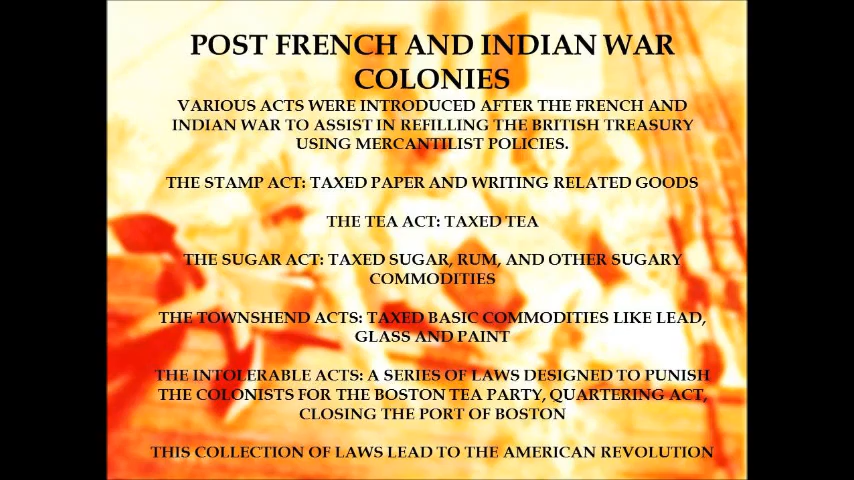 POST FRENCH AND INDIAN WAR
COLONIES
VARIOUS ACTS WERE INTRODUCED AFTER THE FRENCH AND
INDIAN WAR TO ASSIST IN REFILLING THE BRITISH TREASURY
USING MERCANTILIST POLICIES.
THE STAMP ACT: TAXED PAPER AND WRITING RELATED GOODS
THE TEA ACT: TAXED TEA
THE SUGAR ACT: TAXED SUGAR, RUM, AND OTHER SUGARY
COMMODITIES
THE TOWNSHEND ACTS: TAXED BASIC COMMODITIES LIKE LEAD,
GLASS AND PAINT
THE INTOLERABLE ACTS: A SERIES OF LAWS DESIGNED TO PUNISH
THE COLONISTS FOR THE BOSTON TEA PARTY, QUARTERING ACT,
CLOSING THE PORT OF BOSTON
THIS COLLECTION OF LAWS LEAD TO THE AMERICAN REVOLUTION